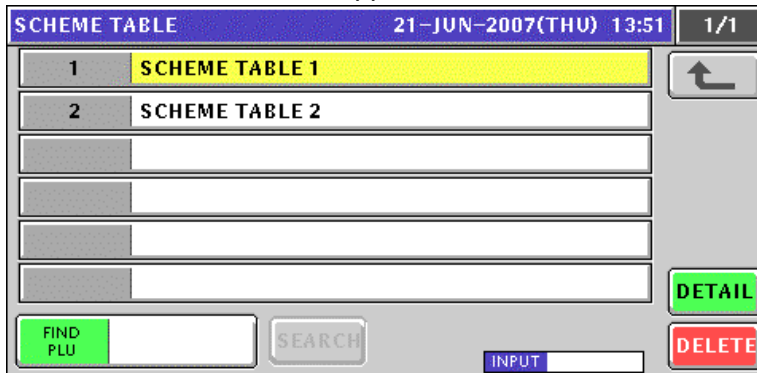 SCHEME TABLE 21-JUN-2007(THU) 13:51 1/1
1 SCHEME TABLE 1
2 SCHEME TABLE 2
DETAIL
FIND
PLU
SEARCH
INPUT
DELETE